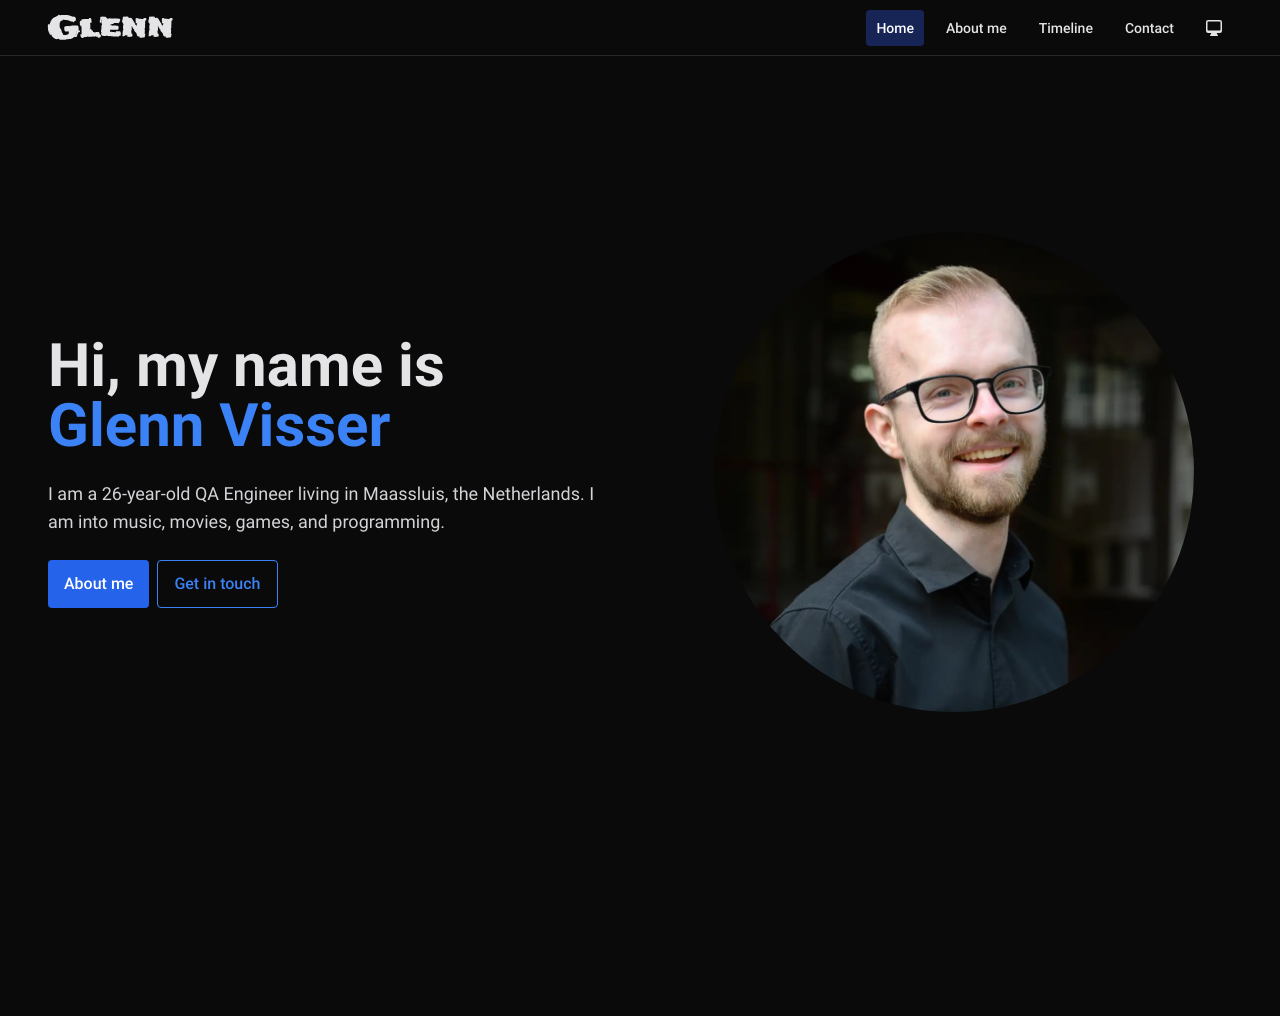 GLENN
Home
About me
Timeline
Contact
Hi, my name is
Glenn Visser
I am a 26-year-old QA Engineer living in Maassluis, the Netherlands. I
am into music, movies, games, and programming.
About me
Get in touch